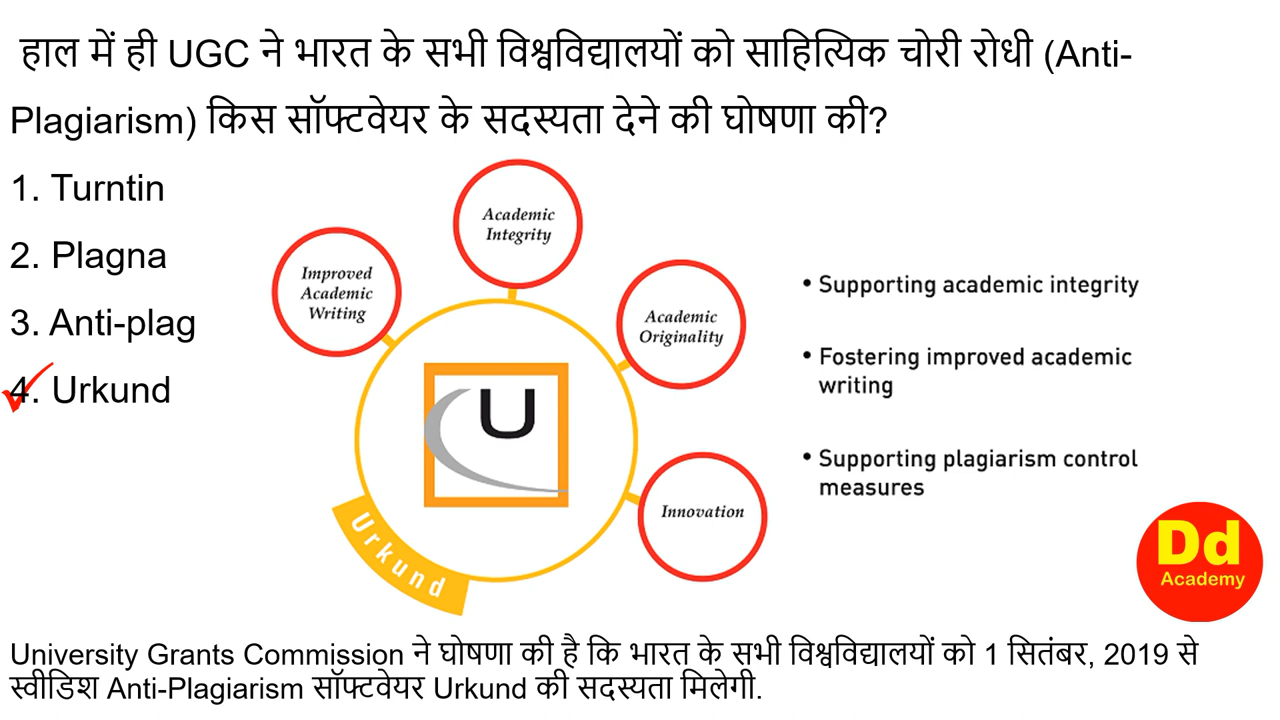 हाल में ही UGC ने भारत के सभी विश्वविद्यालयों को साहित्यिक चोरी रोधी (Anti-
Plagiarism) किस सॉफ्टवेयर के सदस्यता देने की घोषणा की?
1. Turntin
2. Plagna
3. Anti-plag
4. Urkund
Academic
Integrity
Improved
Academic
Writing
Academic
Originality
Innovation
U
Urkund
• Supporting academic integrity
• Fostering improved academic
writing
• Supporting plagiarism control
measures
Dd
Academy
University Grants Commission ने घोषणा की है कि भारत के सभी विश्वविद्यालयों को 1 सितंबर, 2019 से
स्वीडिश Anti-Plagiarism सॉफ्टवेयर Urkund की सदस्यता मिलेगी.